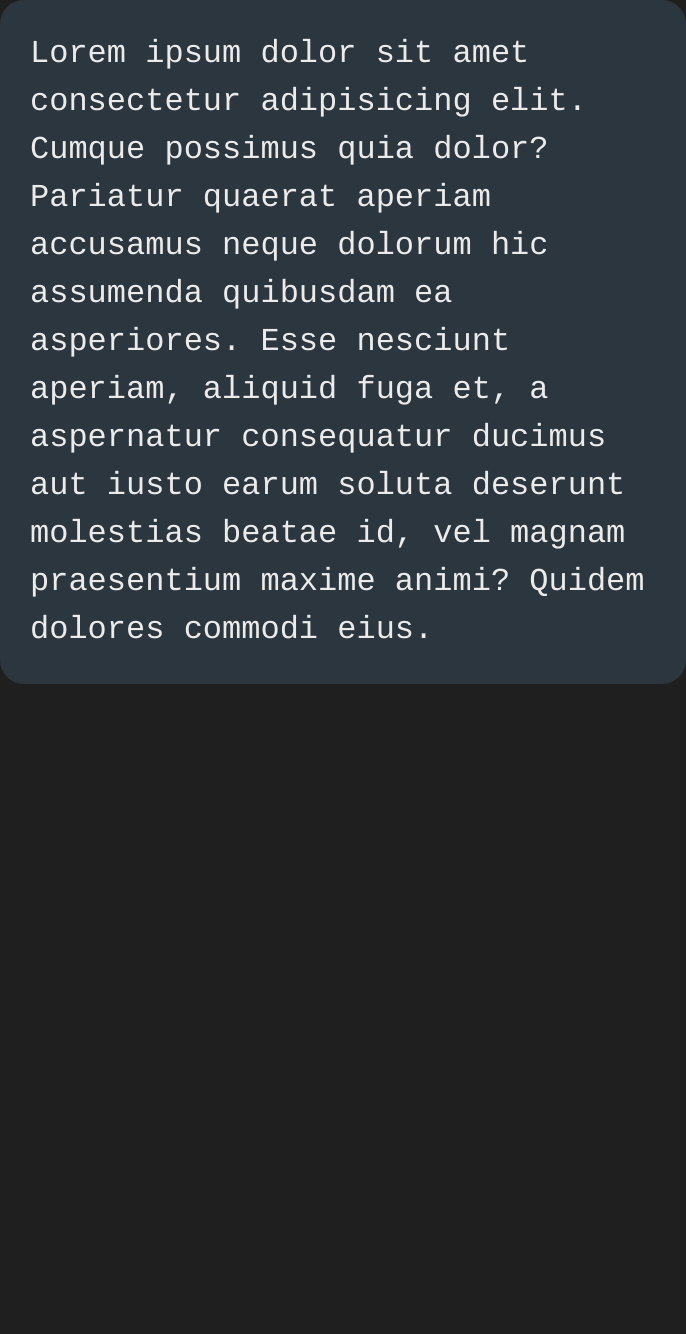 Lorem ipsum dolor sit amet
consectetur adipisicing elit.
Cumque possimus quia dolor?
Pariatur quaerat aperiam
accusamus neque dolorum hic
assumenda quibusdam ea
asperiores. Esse nesciunt
aperiam, aliquid fuga et, a
aspernatur consequatur ducimus
aut iusto earum soluta deserunt
molestias beatae id, vel magnam
praesentium maxime animi? Quidem
dolores commodi eius.